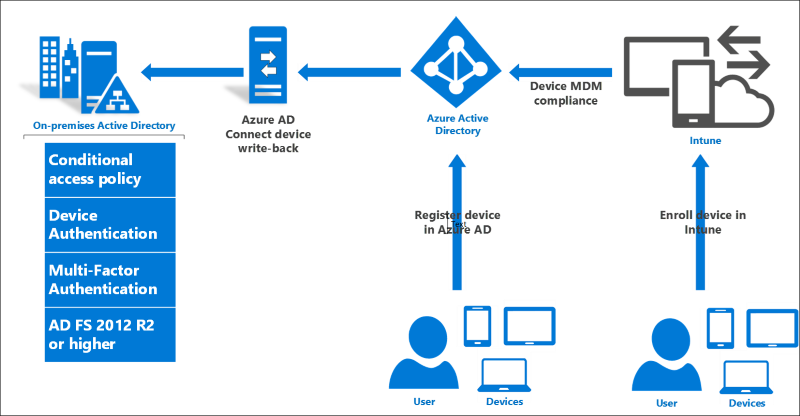 On-premises Active Directory
Conditional
access policy
Device
Authentication
Multi-Factor
Authentication
AD FS 2012 R2
or higher
Azure AD
Connect device
write-back
Azure Active
Directory
Device MDM
compliance
Intune
Register device
in Azure AD
Text
Enroll device in
Intune
User
Devices
User
Devices